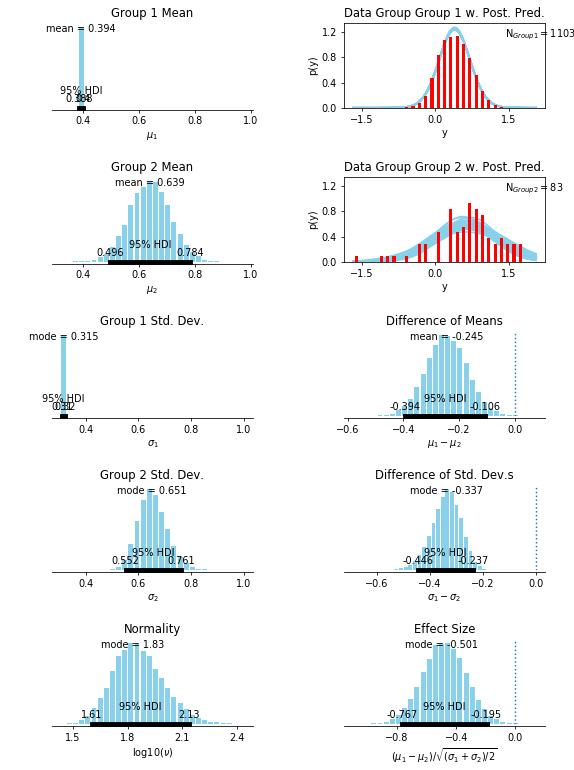 Group 1 Mean
mean = 0.394
95% HDI
0.4 0.6 0.8 1.0
μ₁
Data Group Group 1 w. Post. Pred.
N_Group1 = 1103
p(y)
1.2
0.8
0.4
0.0
−1.5 0.0 1.5
y
Group 2 Mean
mean = 0.639
95% HDI
0.496 0.784
0.4 0.6 0.8 1.0
μ₂
Data Group Group 2 w. Post. Pred.
N_Group2 = 83
p(y)
1.2
0.8
0.4
0.0
−1.5 0.0 1.5
y
Group 1 Std. Dev.
mode = 0.315
95% HDI
0.4 0.6 0.8 1.0
σ₁
Difference of Means
mean = -0.245
95% HDI
-0.394 -0.106
−0.6 −0.4 −0.2 0.0
μ₁ − μ₂
Group 2 Std. Dev.
mode = 0.651
95% HDI
0.552 0.761
0.4 0.6 0.8 1.0
σ₂
Difference of Std. Dev.s
mode = -0.337
95% HDI
-0.446 -0.237
−0.6 −0.4 −0.2 0.0
σ₁ − σ₂
Normality
mode = 1.83
95% HDI
1.61 2.13
1.5 1.8 2.1 2.4
log10(ν)
Effect Size
mode = -0.501
95% HDI
-0.767 -0.195
−0.8 −0.4 0.0
(μ₁ − μ₂)/√(σ₁ + σ₂)/2